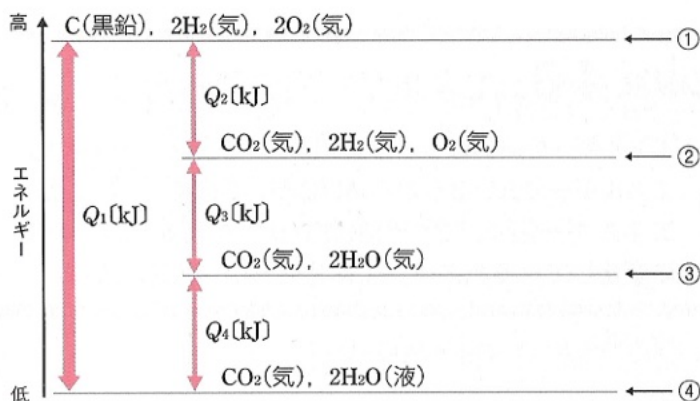 高 C(黒鉛), 2H₂(気), 2O₂(気)
①
Q₂〔kJ〕
CO₂(気), 2H₂(気), O₂(気)
②
エネルギー
Q₁〔kJ〕
Q₃〔kJ〕
CO₂(気), 2H₂O(気)
③
Q₄〔kJ〕
CO₂(気), 2H₂O(液)
低
④